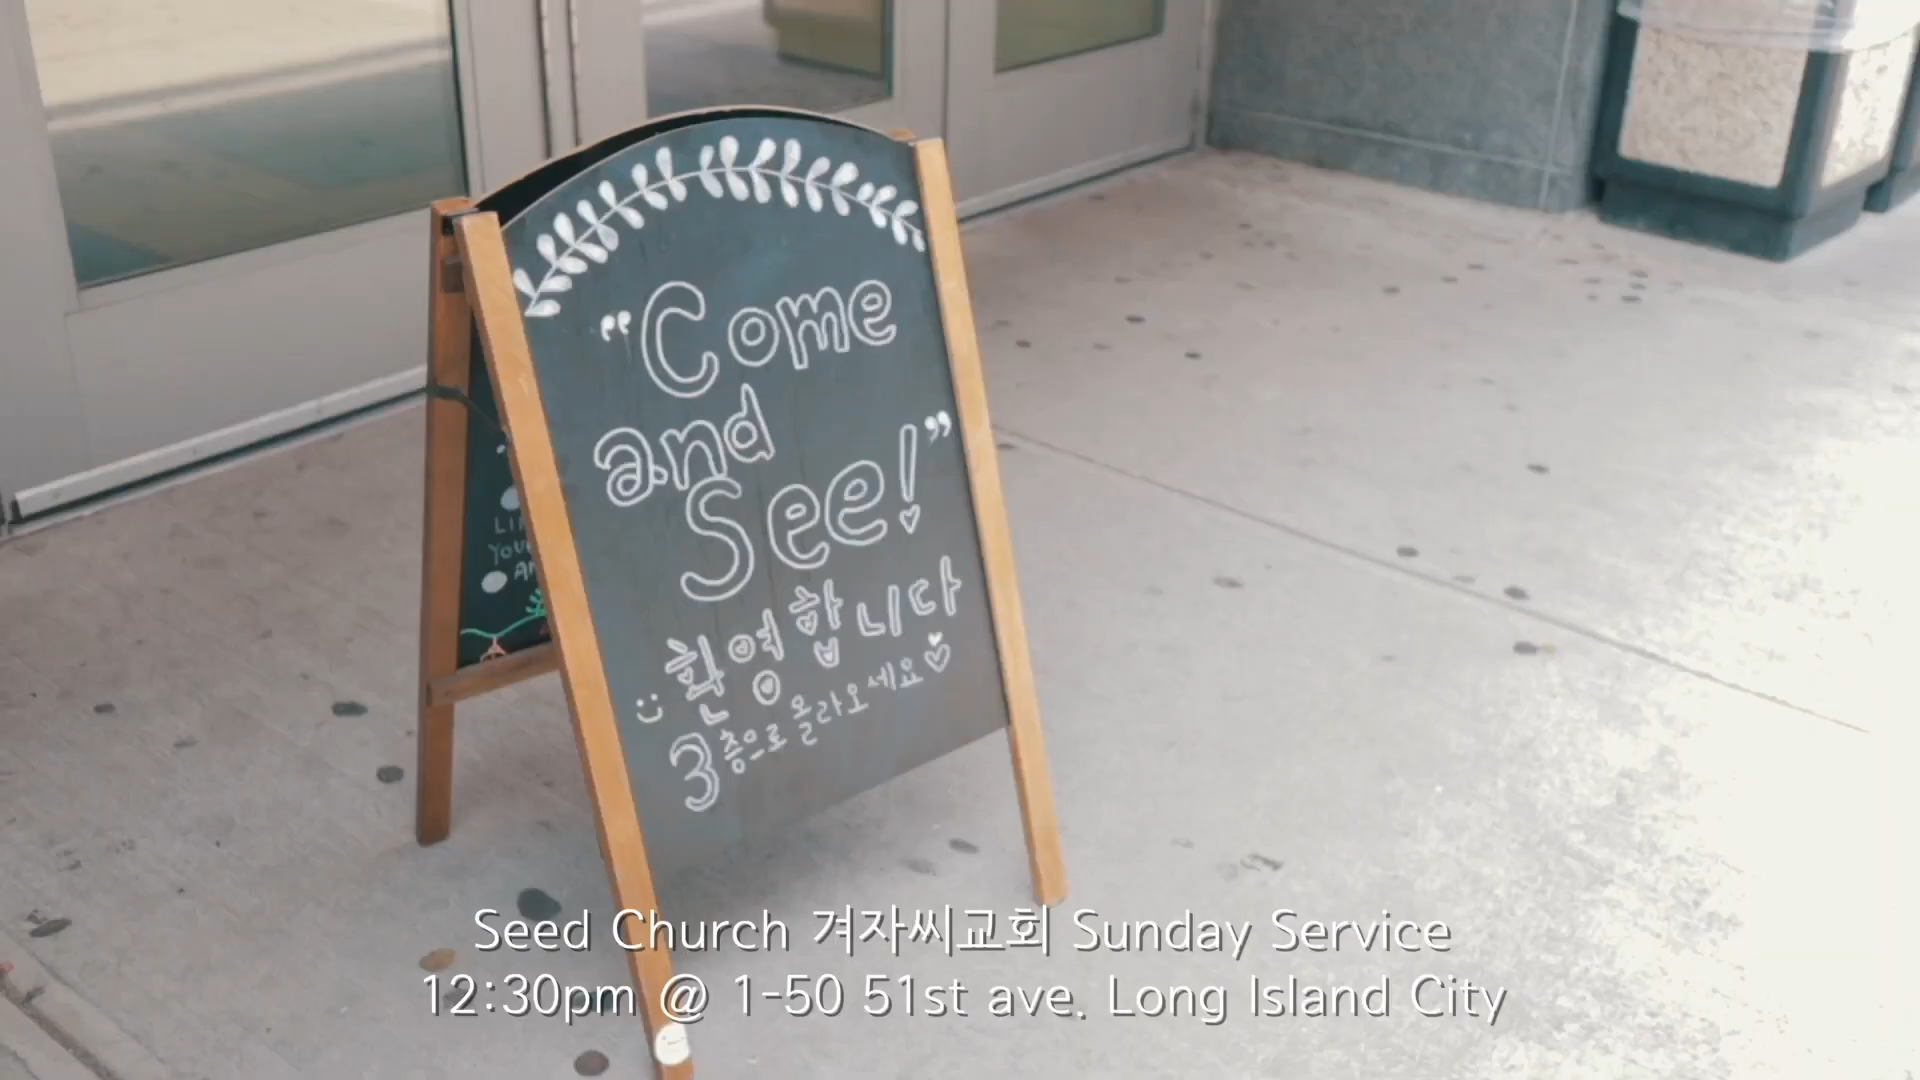 “Come
and
See!”
환영합니다
3층으로 올라오세요
Seed Church 겨자씨교회 Sunday Service
12:30pm @ 1-50 51st ave. Long Island City